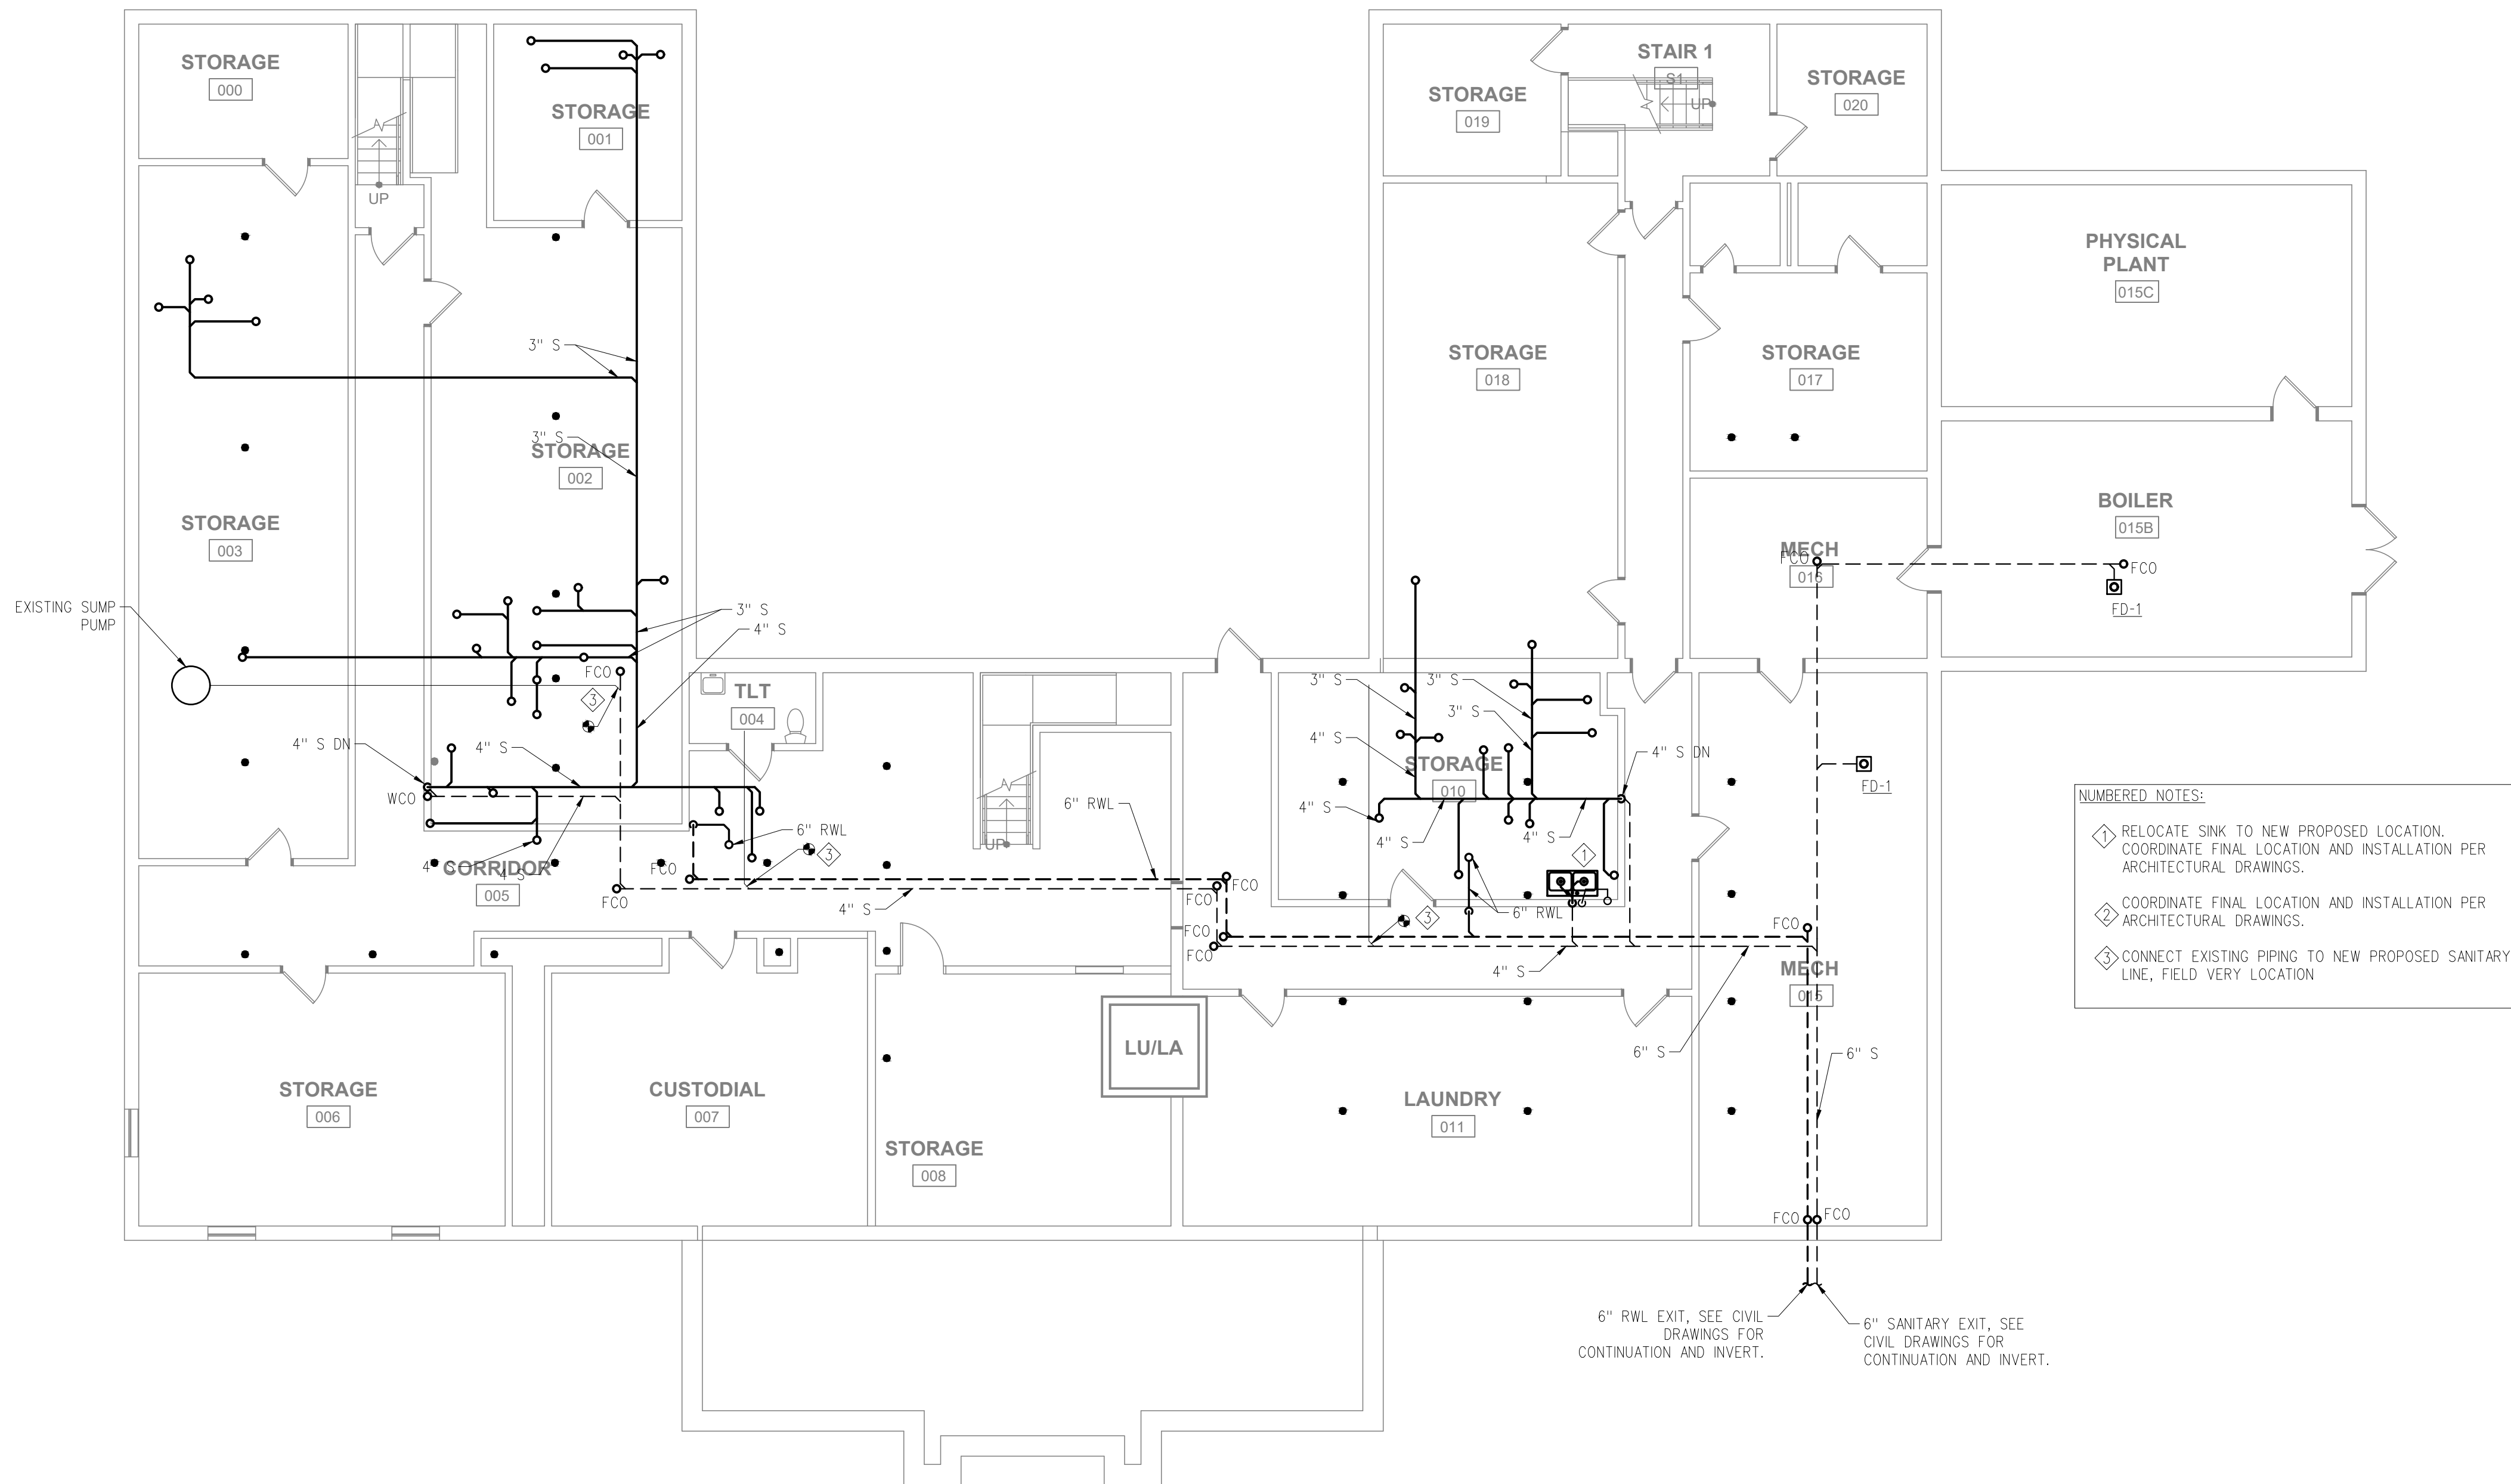 STORAGE
000
STORAGE
001
UP
STORAGE
019
STAIR 1
S1
UP
STORAGE
020
PHYSICAL
PLANT
015C
3" S
3" S
STORAGE
002
STORAGE
003
STORAGE
018
STORAGE
017
BOILER
015B
MECH
016
FCO
FCO
FD-1
EXISTING SUMP
PUMP
3" S
4" S
FCO
3
TLT
004
4" S DN
4" S
WCO
3" S
3" S
3" S
4" S
STORAGE
010
4" S DN
FD-1
4" S
4" S
4" S
1
6" RWL
6" RWL
3
UP
4" S
4" S
CORRIDOR
005
FCO
FCO
4" S
FCO
FCO
FCO
FCO
3
6" RWL
4" S
FCO
MECH
015
6" S
6" S
NUMBERED NOTES:
1 RELOCATE SINK TO NEW PROPOSED LOCATION.
COORDINATE FINAL LOCATION AND INSTALLATION PER
ARCHITECTURAL DRAWINGS.
2 COORDINATE FINAL LOCATION AND INSTALLATION PER
ARCHITECTURAL DRAWINGS.
3 CONNECT EXISTING PIPING TO NEW PROPOSED SANITARY
LINE, FIELD VERY LOCATION
STORAGE
006
CUSTODIAL
007
STORAGE
008
LU/LA
LAUNDRY
011
FCO
FCO
6" RWL EXIT, SEE CIVIL
DRAWINGS FOR
CONTINUATION AND INVERT.
6" SANITARY EXIT, SEE
CIVIL DRAWINGS FOR
CONTINUATION AND INVERT.